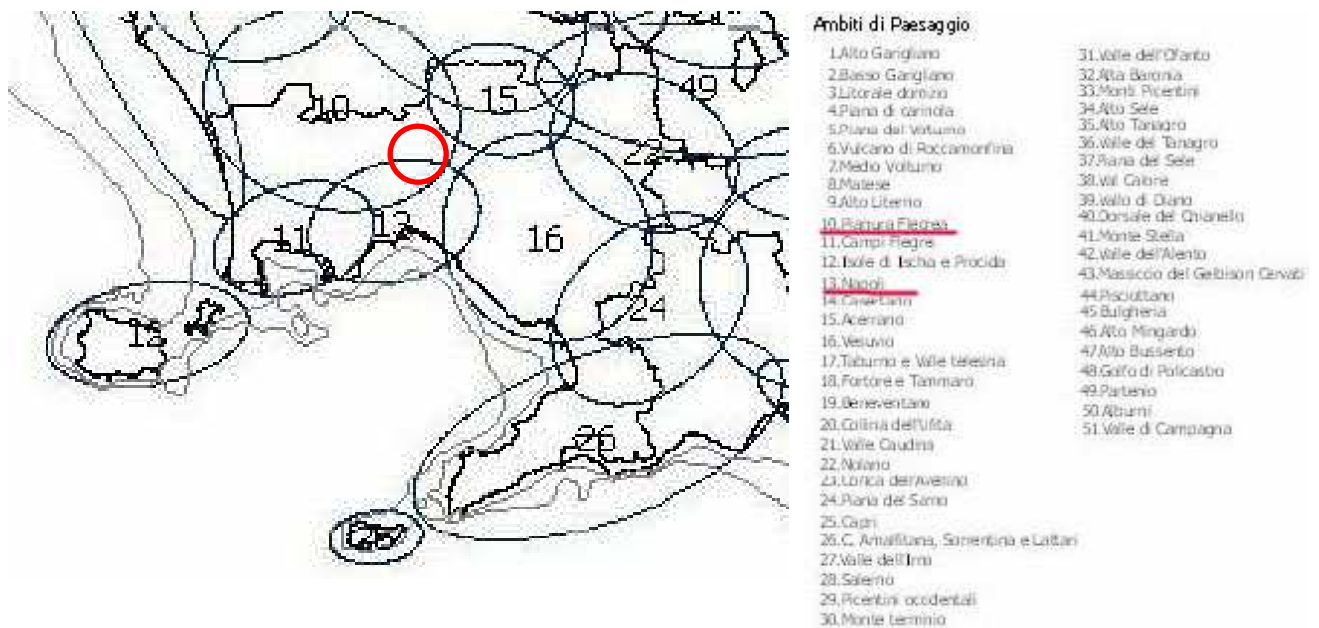 10
15
49
22
11
13
16
24
12
26
25
Ambiti di Paesaggio
1.Alto Garigliano
2.Basso Garigliano
3.Litorale domizio
4.Piana di carinola
5.Piana del Volturno
6.Vulcano di Roccamonfina
7.Medio Volturno
8.Matese
9.Alto Literno
10.Pianura Flegrea
11.Campi Flegrei
12.Isole di Ischia e Procida
13.Napoli
14.Casertano
15.Acerrano
16.Vesuvio
17.Taburno e Valle telesina
18.Fortore e Tammaro
19.Beneventano
20.Collina dell'Ufita
21.Valle Caudina
22.Nolano
23.Conca dell'Avellino
24.Piana del Sarno
25.Capri
26.C. Amalfitana, Sorrentina e Lattari
27.Valle dell'Irno
28.Salerno
29.Picentini occidentali
30.Monte terminio
31.Valle dell'Ofanto
32.Alta Baronia
33.Monti Picentini
34.Alto Sele
35.Alto Tanagro
36.Valle del Tanagro
37.Piana del Sele
38.Val Calore
39.Vallo di Diano
40.Dorsale del Chianello
41.Monte Stella
42.Valle dell'Alento
43.Massiccio del Gelbison Cervati
44.Pisciottano
45.Bulgheria
46.Alto Mingardo
47.Alto Bussento
48.Golfo di Policastro
49.Partenio
50.Alburni
51.Valle di Campagna